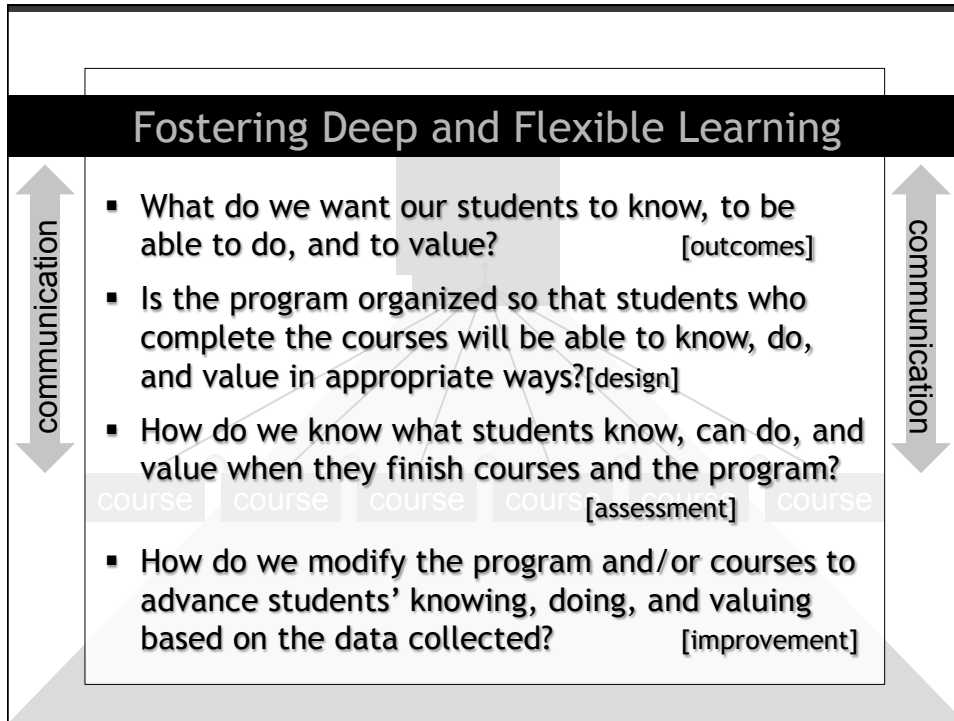 Fostering Deep and Flexible Learning
communication
▪ What do we want our students to know, to be
able to do, and to value? [outcomes]
▪ Is the program organized so that students who
complete the courses will be able to know, do,
and value in appropriate ways?[design]
▪ How do we know what students know, can do, and
value when they finish courses and the program?
[assessment]
course course course course course course
▪ How do we modify the program and/or courses to
advance students’ knowing, doing, and valuing
based on the data collected? [improvement]
communication